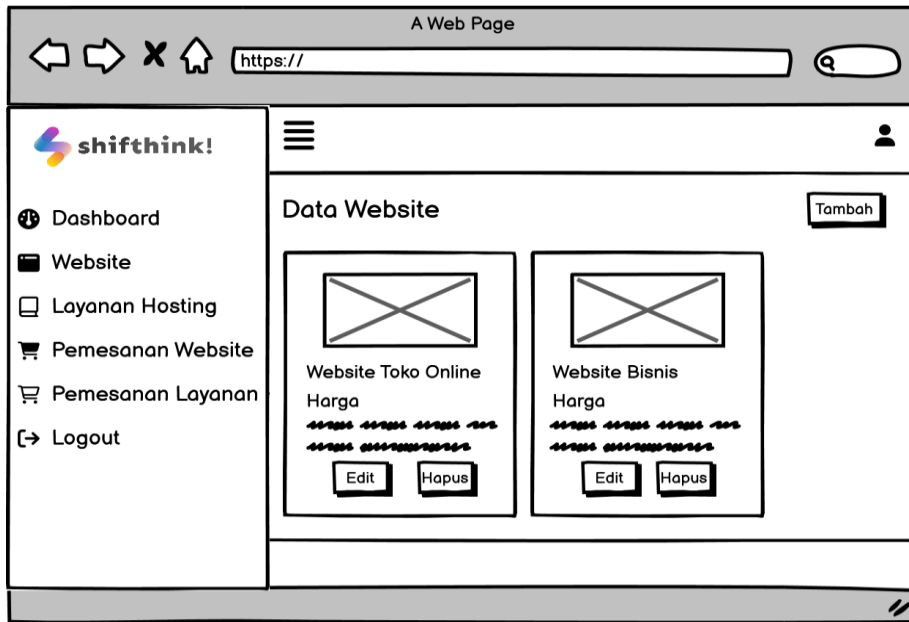 A Web Page
https://
shifthink!
Dashboard
Website
Layanan Hosting
Pemesanan Website
Pemesanan Layanan
Logout
Data Website
Tambah
Website Toko Online
Harga
Edit
Hapus
Website Bisnis
Harga
Edit
Hapus